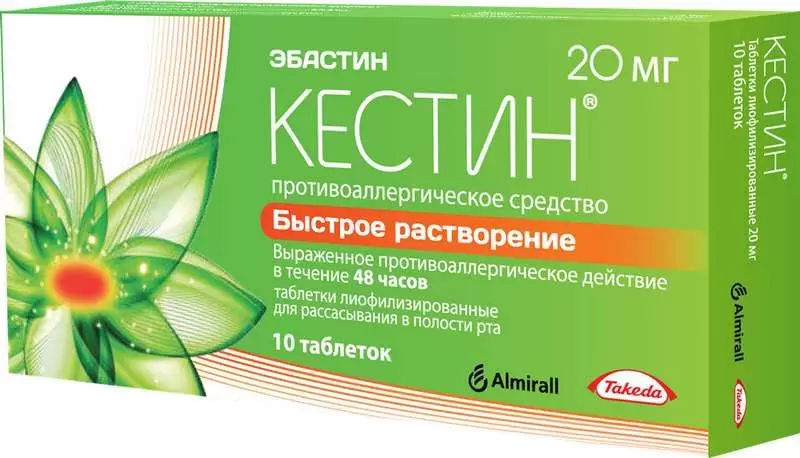 ЭБАСТИН
20 мг
КЕСТИН®
противоаллергическое средство
Быстрое растворение
Выраженное противоаллергическое действие
в течение 48 часов
таблетки лиофилизированные
для рассасывания в полости рта
10 таблеток
Almirall
Takeda
КЕСТИН®
Таблетки лиофилизированные 20 мг
10 таблеток
Almirall
Takeda